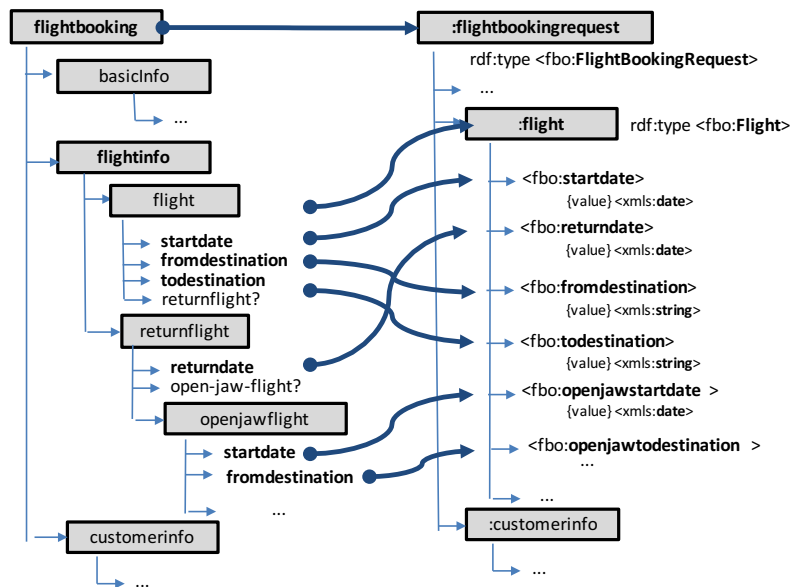 flightbooking
basicInfo
...
flightinfo
flight
startdate
fromdestination
todestination
returnflight?
returnflight
returndate
open-jaw-flight?
openjawflight
startdate
fromdestination
...
customerinfo
...
:flightbookingrequest
rdf:type <fbo:FlightBookingRequest>
...
:flight rdf:type <fbo:Flight>
<fbo:startdate>
{value} <xmls:date>
<fbo:returndate>
{value} <xmls:date>
<fbo:fromdestination>
{value} <xmls:string>
<fbo:todestination>
{value} <xmls:string>
<fbo:openjawstartdate >
{value} <xmls:date>
<fbo:openjawtodestination >
...
...
:customerinfo
...